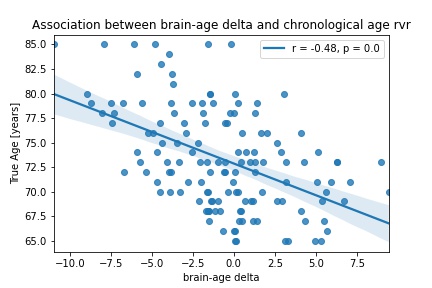 Association between brain-age delta and chronological age rvr
r = -0.48, p = 0.0
True Age [years]
85.0
82.5
80.0
77.5
75.0
72.5
70.0
67.5
65.0
-10.0 -7.5 -5.0 -2.5 0.0 2.5 5.0 7.5
brain-age delta